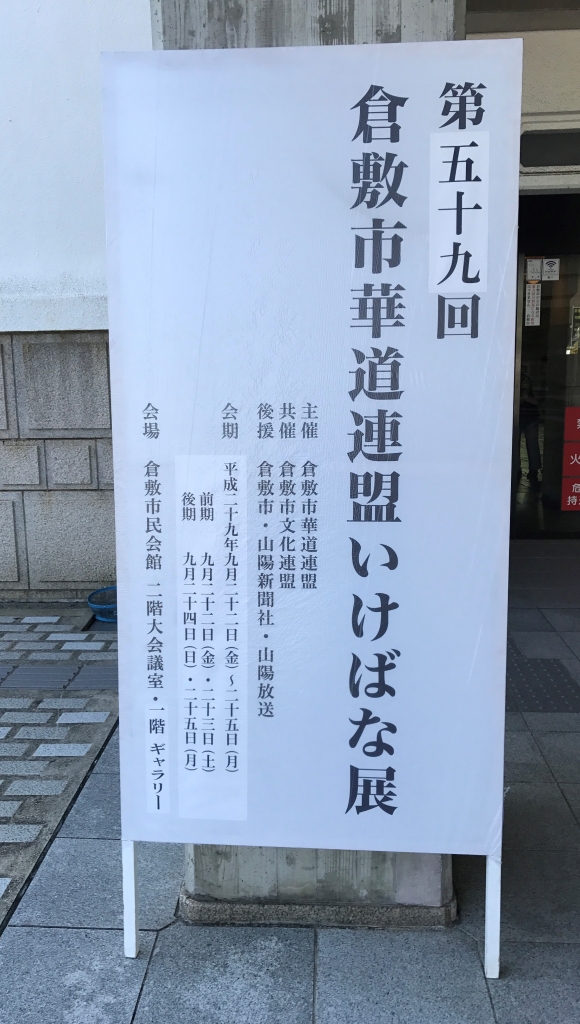 第五十九回
倉敷市華道連盟いけばな展
主催 倉敷市華道連盟
共催 倉敷市文化連盟
後援 倉敷市・山陽新聞社・山陽放送
会期 平成二十九年九月二十二日(金)〜二十五日(月)
前期 九月二十二日(金)・二十三日(土)
後期 九月二十四日(日)・二十五日(月)
会場 倉敷市民会館 二階大会議室・一階 ギャラリー